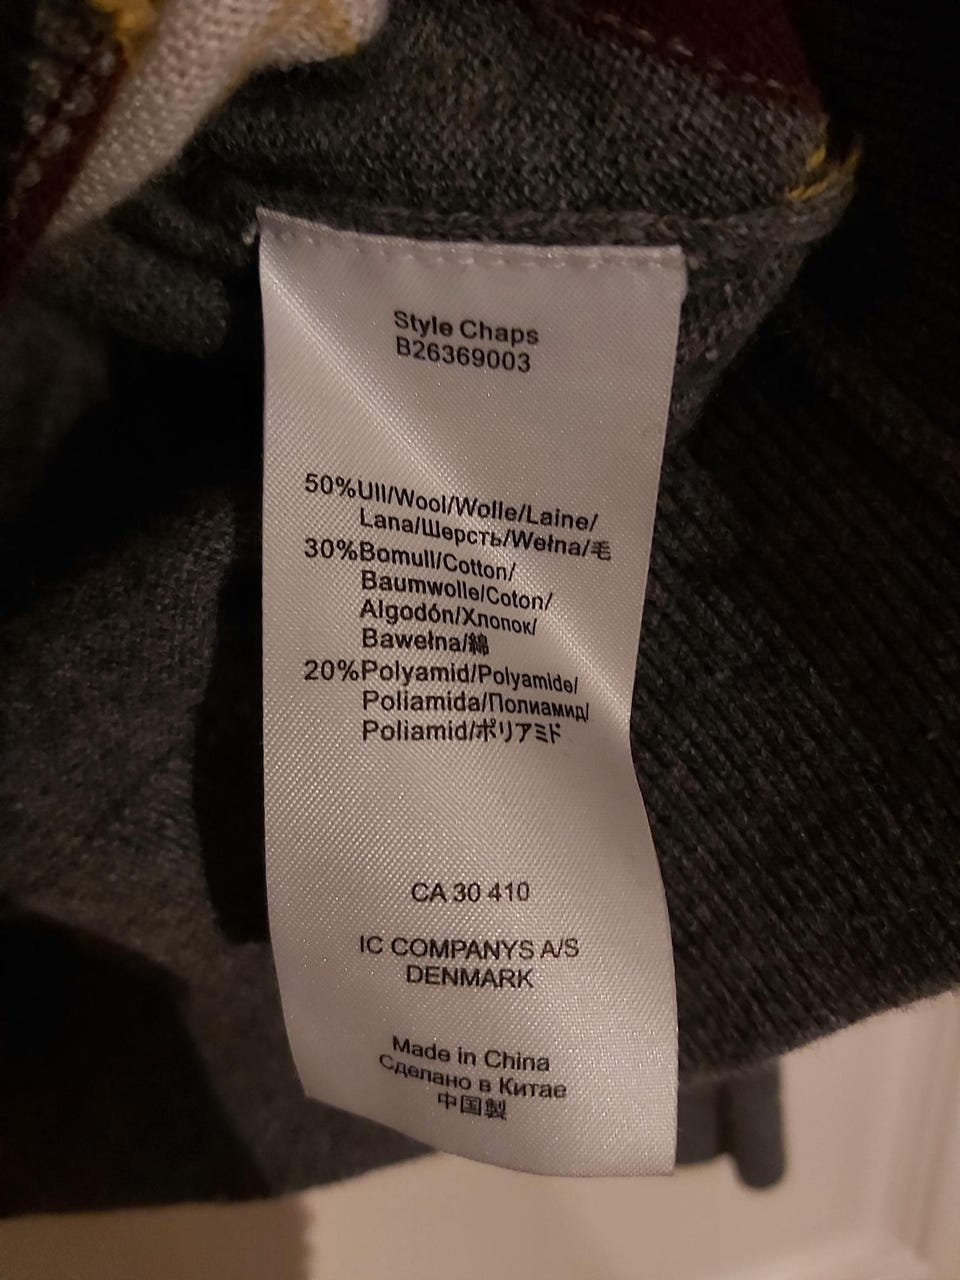 Style Chaps
B26369003
50%Ull/Wool/Wolle/Laine/
Lana/Шерсть/Wełna/毛
30%Bomull/Cotton/
Baumwolle/Coton/
Algodón/Хлопок/
Bawełna/綿
20%Polyamid/Polyamide/
Poliamida/Полиамид/
Poliamid/ポリアミド
CA 30 410
IC COMPANYS A/S
DENMARK
Made in China
Сделано в Китае
中国製